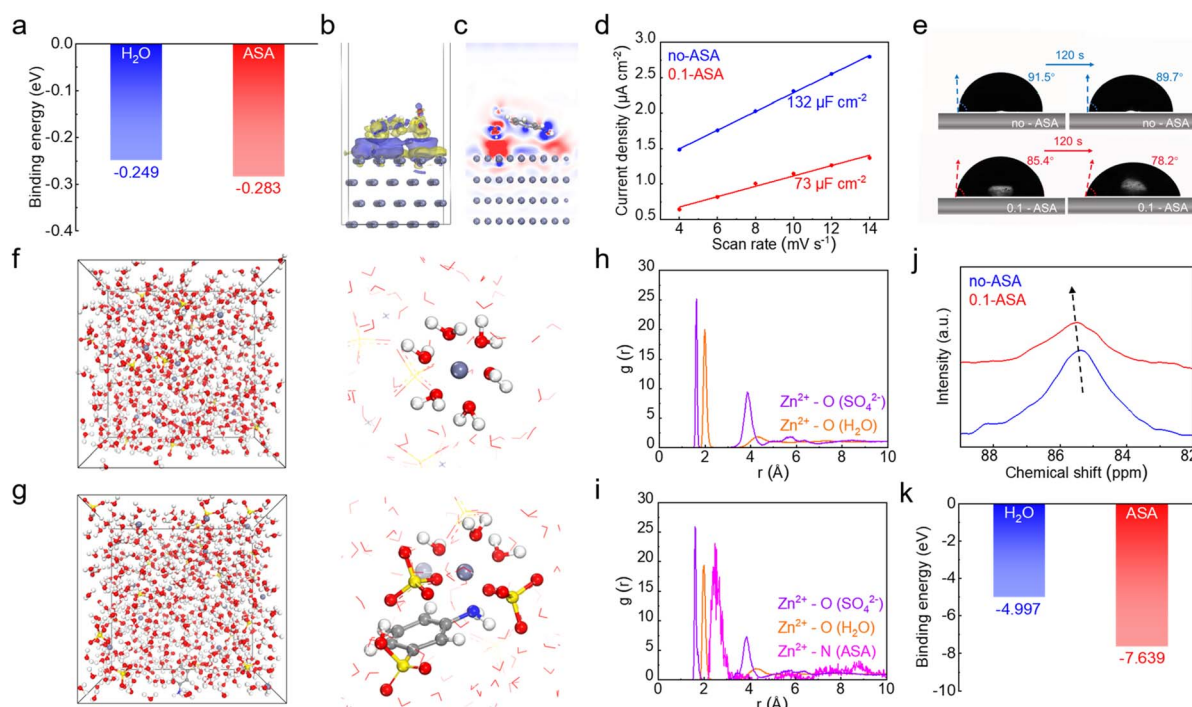 a
0.0
-0.1
-0.2
-0.3
-0.4
Binding energy (eV)
H₂O
ASA
-0.249
-0.283
b
c
d
3.0
2.5
2.0
1.5
1.0
0.5
Current density (µA cm⁻²)
no-ASA
0.1-ASA
132 µF cm⁻²
73 µF cm⁻²
4 6 8 10 12 14
Scan rate (mV s⁻¹)
e
120 s
91.5° 89.7°
no - ASA no - ASA
120 s
85.4° 78.2°
0.1 - ASA 0.1 - ASA
f
g
h
30
25
20
15
10
5
0
g (r)
Zn²⁺ - O (SO₄²⁻)
Zn²⁺ - O (H₂O)
0 2 4 6 8 10
r (Å)
i
30
25
20
15
10
5
0
g (r)
Zn²⁺ - O (SO₄²⁻)
Zn²⁺ - O (H₂O)
Zn²⁺ - N (ASA)
0 2 4 6 8 10
r (Å)
j
no-ASA
0.1-ASA
Intensity (a.u.)
88 86 84 82
Chemical shift (ppm)
k
0
-2
-4
-6
-8
-10
Binding energy (eV)
H₂O
ASA
-4.997
-7.639